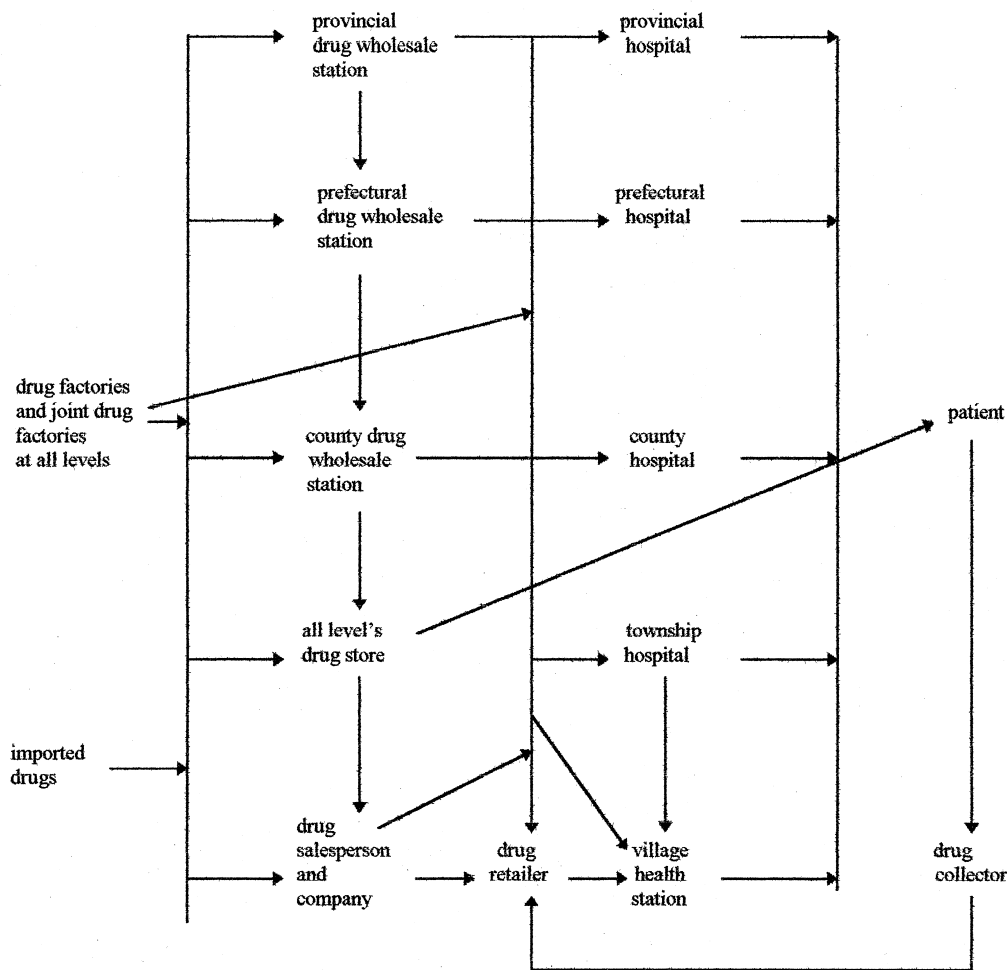 provincial
drug wholesale
station
provincial
hospital
prefectural
drug wholesale
station
prefectural
hospital
drug factories
and joint drug
factories
at all levels
county drug
wholesale
station
county
hospital
patient
all level's
drug store
township
hospital
imported
drugs
drug
salesperson
and
company
drug
retailer
village
health
station
drug
collector